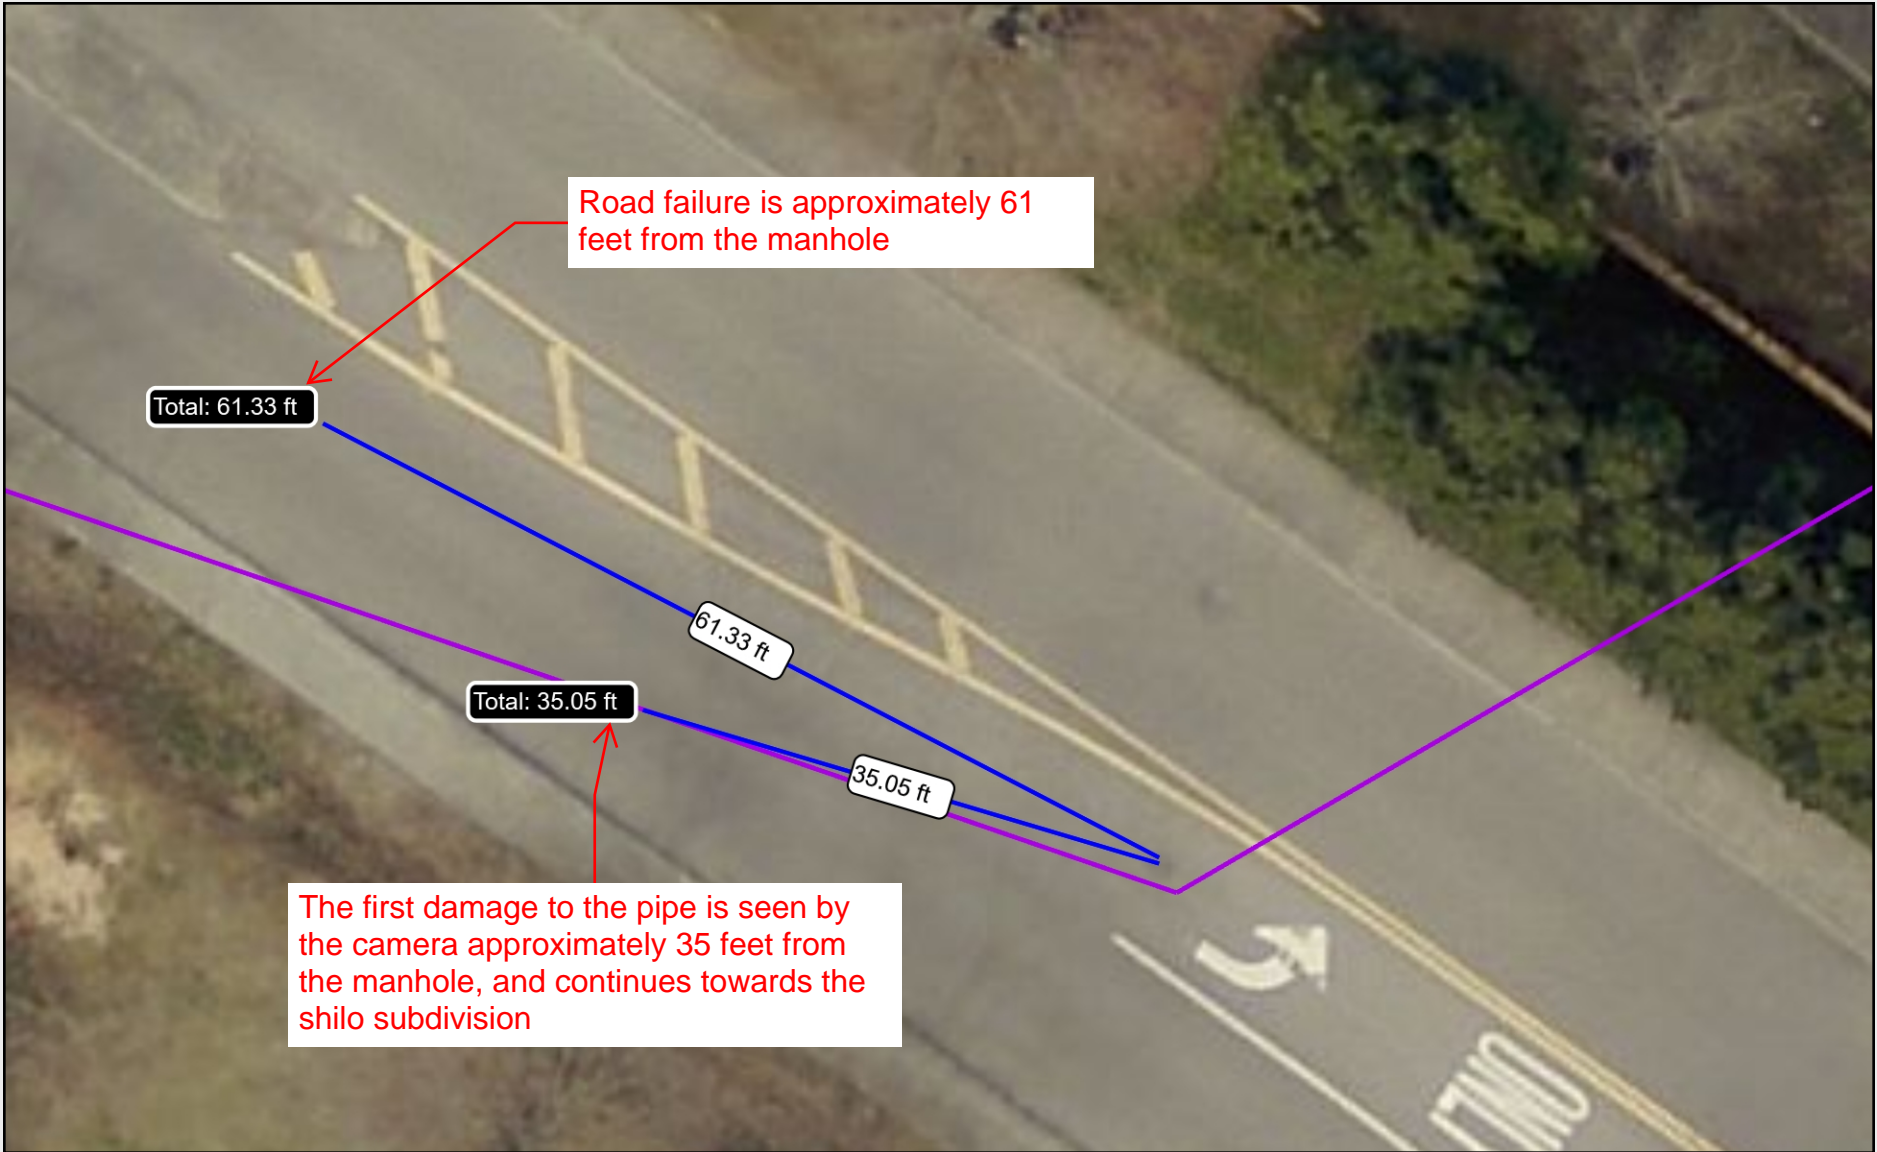 Road failure is approximately 61
feet from the manhole
Total: 61.33 ft
61.33 ft
Total: 35.05 ft
35.05 ft
The first damage to the pipe is seen by
the camera approximately 35 feet from
the manhole, and continues towards the
shilo subdivision
ONLY